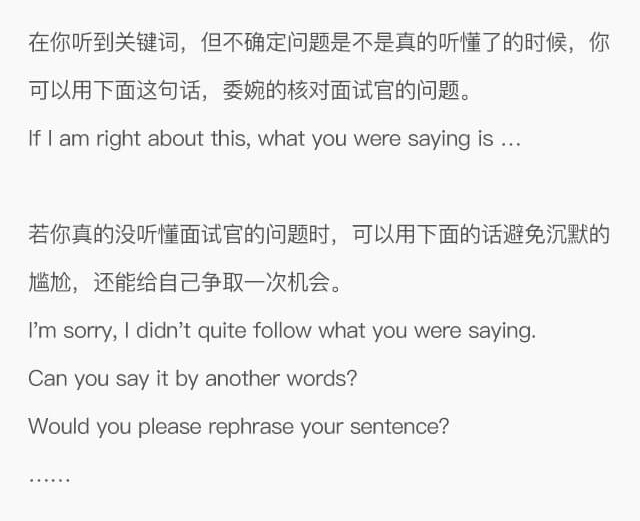 在你听到关键词，但不确定问题是不是真的听懂了的时候，你
可以用下面这句话，委婉的核对面试官的问题。
If I am right about this, what you were saying is …
若你真的没听懂面试官的问题时，可以用下面的话避免沉默的
尴尬，还能给自己争取一次机会。
I’m sorry, I didn’t quite follow what you were saying.
Can you say it by another words?
Would you please rephrase your sentence?
……